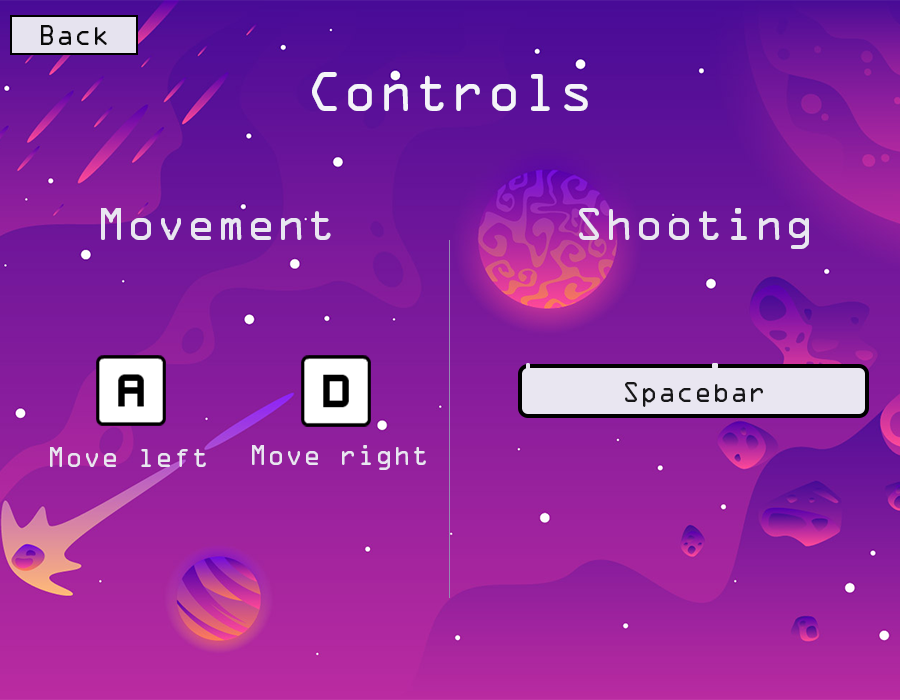 Back
Controls
Movement
Shooting
A
D
Spacebar
Move left
Move right